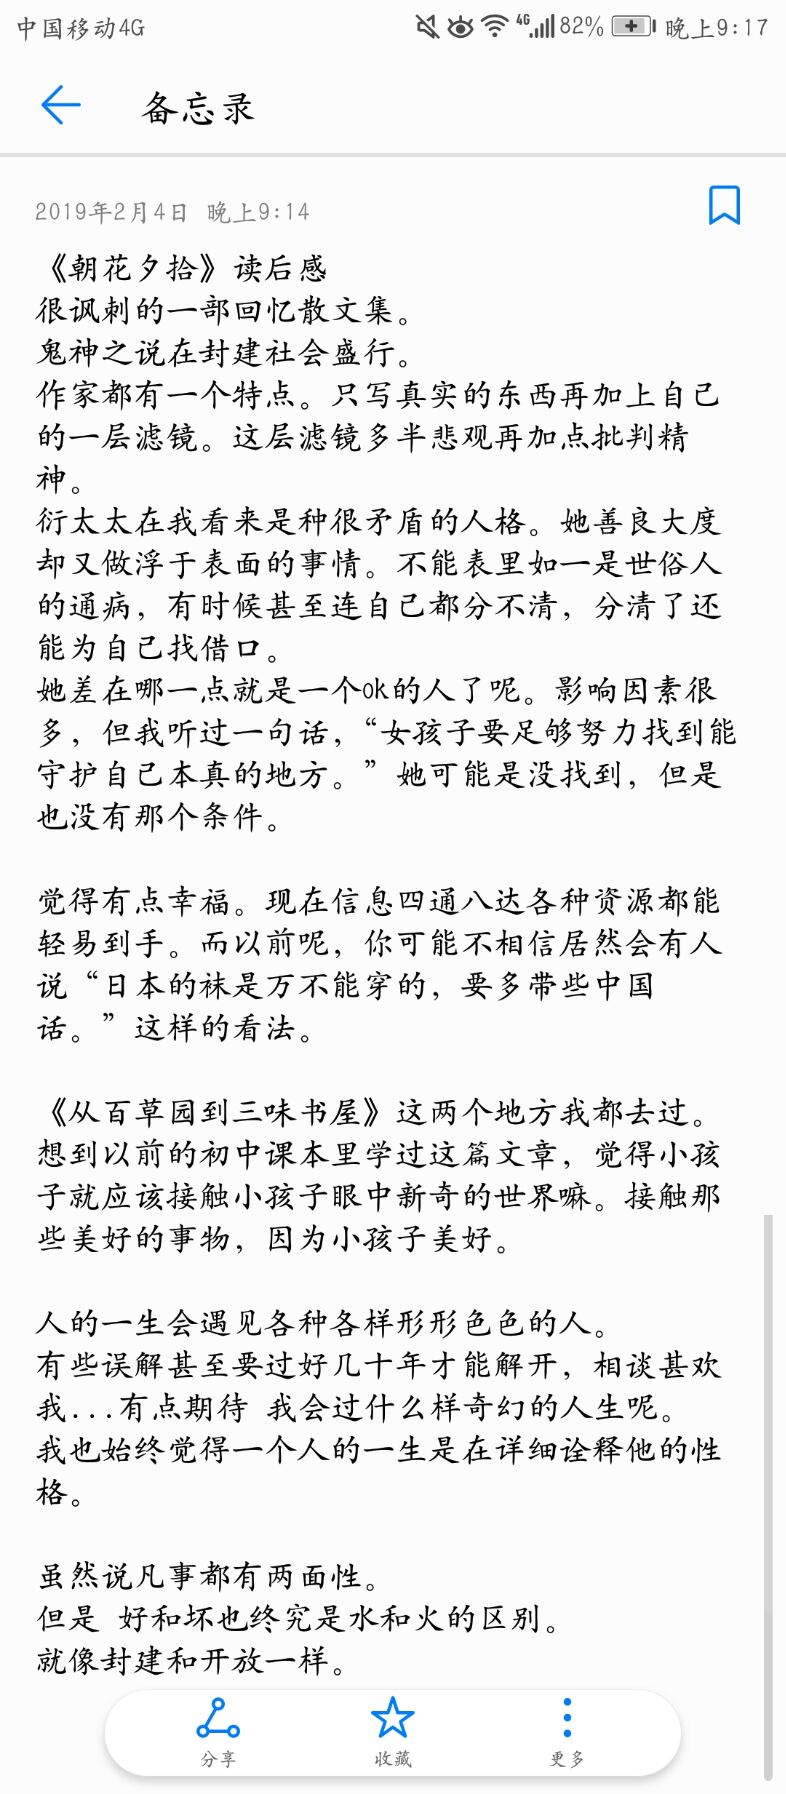 中国移动4G 4G 82% 晚上9:17
备忘录
2019年2月4日 晚上9:14
《朝花夕拾》读后感
很讽刺的一部回忆散文集。
鬼神之说在封建社会盛行。
作家都有一个特点。只写真实的东西再加上自己
的一层滤镜。这层滤镜多半悲观再加点批判精
神。
衍太太在我看来是种很矛盾的人格。她善良大度
却又做浮于表面的事情。不能表里如一是世俗人
的通病，有时候甚至连自己都分不清，分清了还
能为自己找借口。
她差在哪一点就是一个ok的人了呢。影响因素很
多，但我听过一句话，“女孩子要足够努力找到能
守护自己本真的地方。”她可能是没找到，但是
也没有那个条件。
觉得有点幸福。现在信息四通八达各种资源都能
轻易到手。而以前呢，你可能不相信居然会有人
说“日本的袜是万不能穿的，要多带些中国
话。”这样的看法。
《从百草园到三味书屋》这两个地方我都去过。
想到以前的初中课本里学过这篇文章，觉得小孩
子就应该接触小孩子眼中新奇的世界嘛。接触那
些美好的事物，因为小孩子美好。
人的一生会遇见各种各样形形色色的人。
有些误解甚至要过好几十年才能解开，相谈甚欢
我...有点期待 我会过什么样奇幻的人生呢。
我也始终觉得一个人的一生是在详细诠释他的性
格。
虽然说凡事都有两面性。
但是 好和坏也终究是水和火的区别。
就像封建和开放一样。
分享 收藏 更多